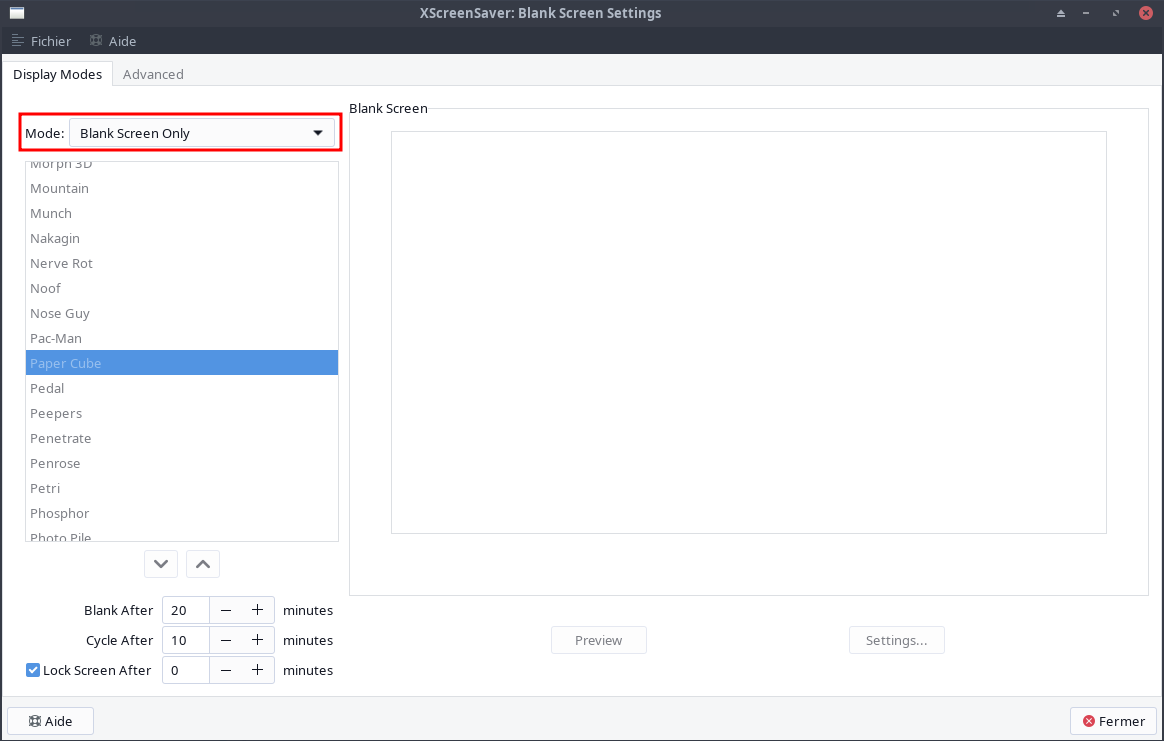 XScreenSaver: Blank Screen Settings
Fichier Aide
Display Modes Advanced
Mode: Blank Screen Only
Morph 3D
Mountain
Munch
Nakagin
Nerve Rot
Noof
Nose Guy
Pac-Man
Paper Cube
Pedal
Peepers
Penetrate
Penrose
Petri
Phosphor
Photo Pile
Blank After 20 minutes
Cycle After 10 minutes
Lock Screen After 0 minutes
Blank Screen
Preview Settings...
Aide Fermer